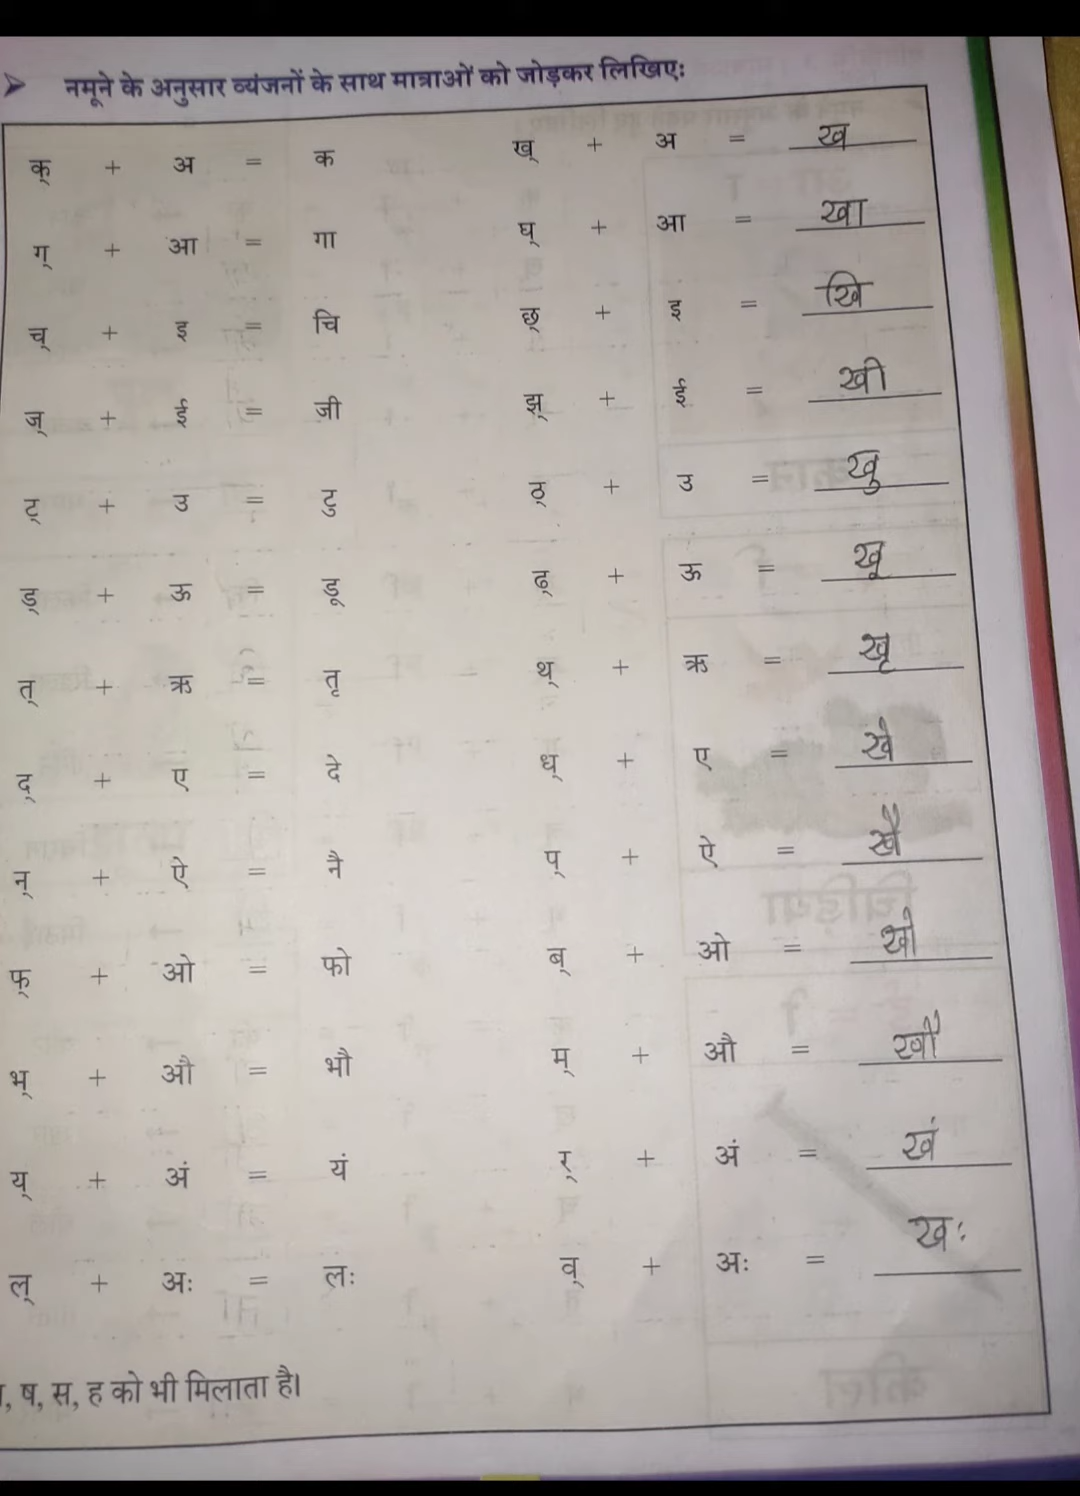 नमूने के अनुसार व्यंजनों के साथ मात्राओं को जोड़कर लिखिएः
क् + अ = क ख् + अ = ख
ग् + आ = गा घ् + आ = खा
च् + इ = चि छ् + इ = खि
ज् + ई = जी झ् + ई = खी
ट् + उ = टु ठ् + उ = खु
ड् + ऊ = डू ढ् + ऊ = खू
त् + ऋ = तृ थ् + ऋ = खृ
द् + ए = दे ध् + ए = खे
न् + ऐ = नै प् + ऐ = खै
फ् + ओ = फो ब् + ओ = खो
भ् + औ = भौ म् + औ = खौ
य् + अं = यं र् + अं = खं
ल् + अः = लः व् + अः = खः
, ष, स, ह को भी मिलाता है।